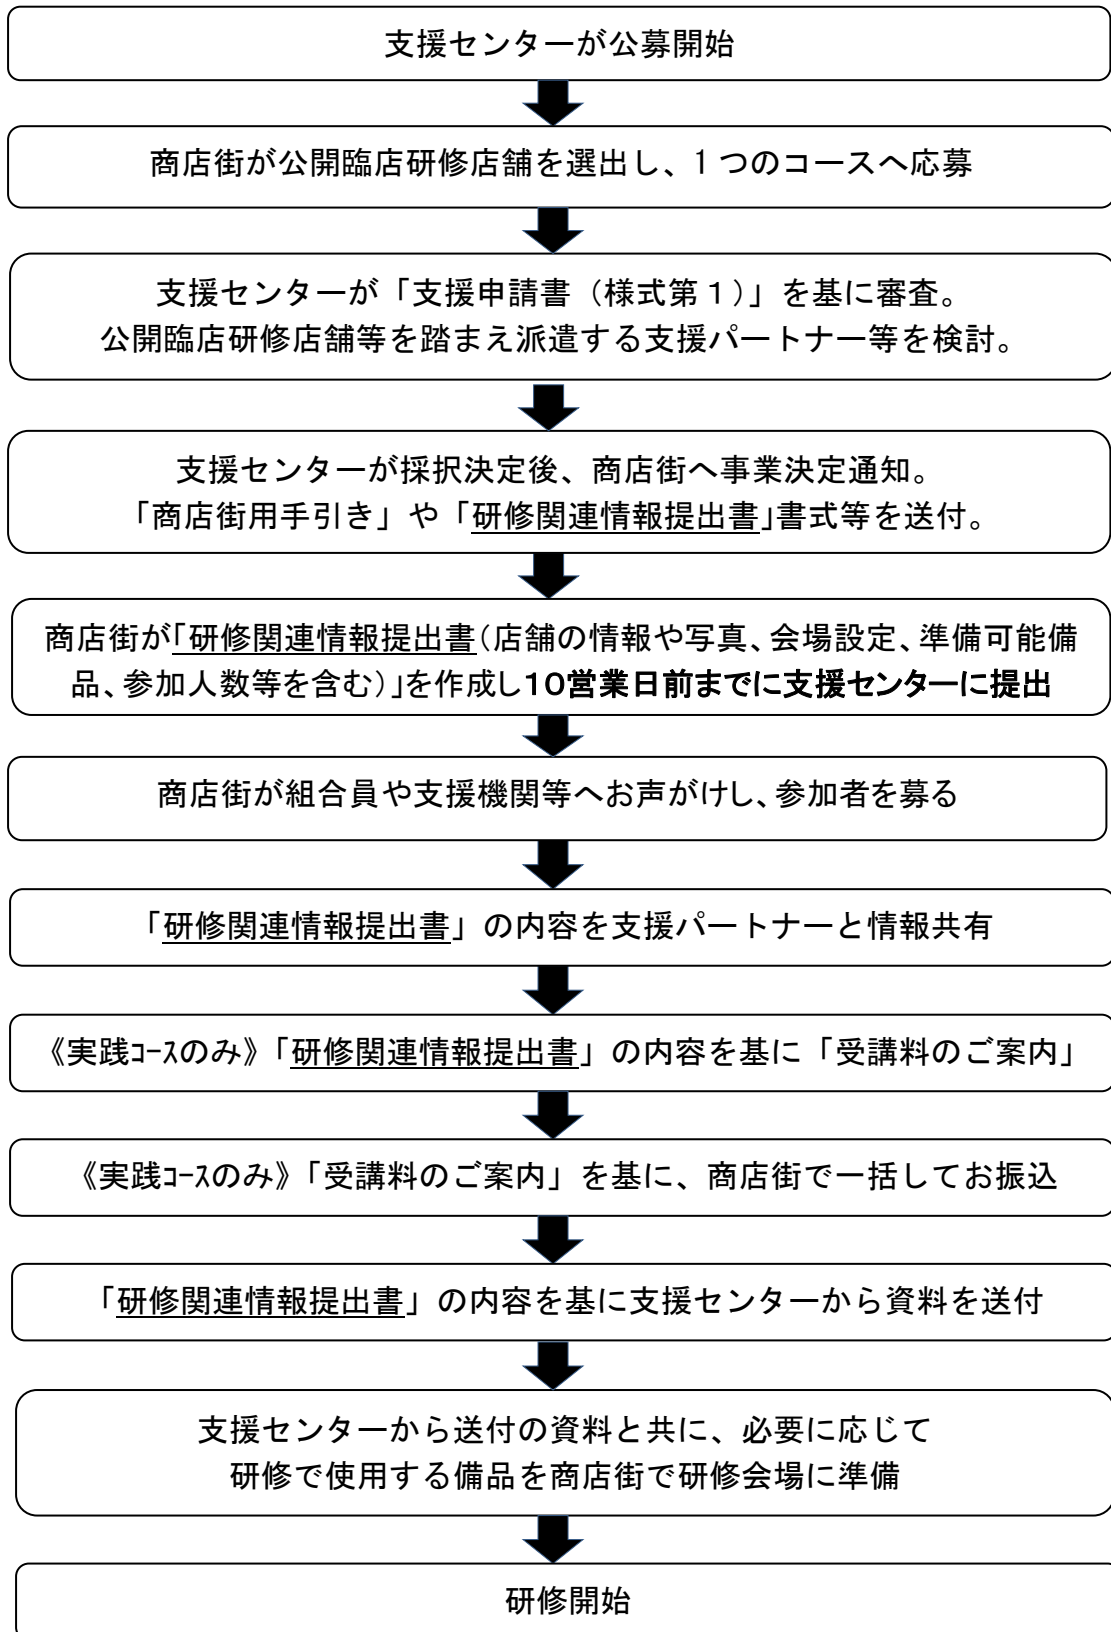 支援センターが公募開始
商店街が公開臨店研修店舗を選出し、1つのコースへ応募
支援センターが「支援申請書（様式第１）」を基に審査。
公開臨店研修店舗等を踏まえ派遣する支援パートナー等を検討。
支援センターが採択決定後、商店街へ事業決定通知。
「商店街用手引き」や「研修関連情報提出書」書式等を送付。
商店街が「研修関連情報提出書（店舗の情報や写真、会場設定、準備可能備
品、参加人数等を含む）」を作成し１０営業日前までに支援センターに提出
商店街が組合員や支援機関等へお声がけし、参加者を募る
「研修関連情報提出書」の内容を支援パートナーと情報共有
《実践ｺｰｽのみ》「研修関連情報提出書」の内容を基に「受講料のご案内」
《実践ｺｰｽのみ》「受講料のご案内」を基に、商店街で一括してお振込
「研修関連情報提出書」の内容を基に支援センターから資料を送付
支援センターから送付の資料と共に、必要に応じて
研修で使用する備品を商店街で研修会場に準備
研修開始